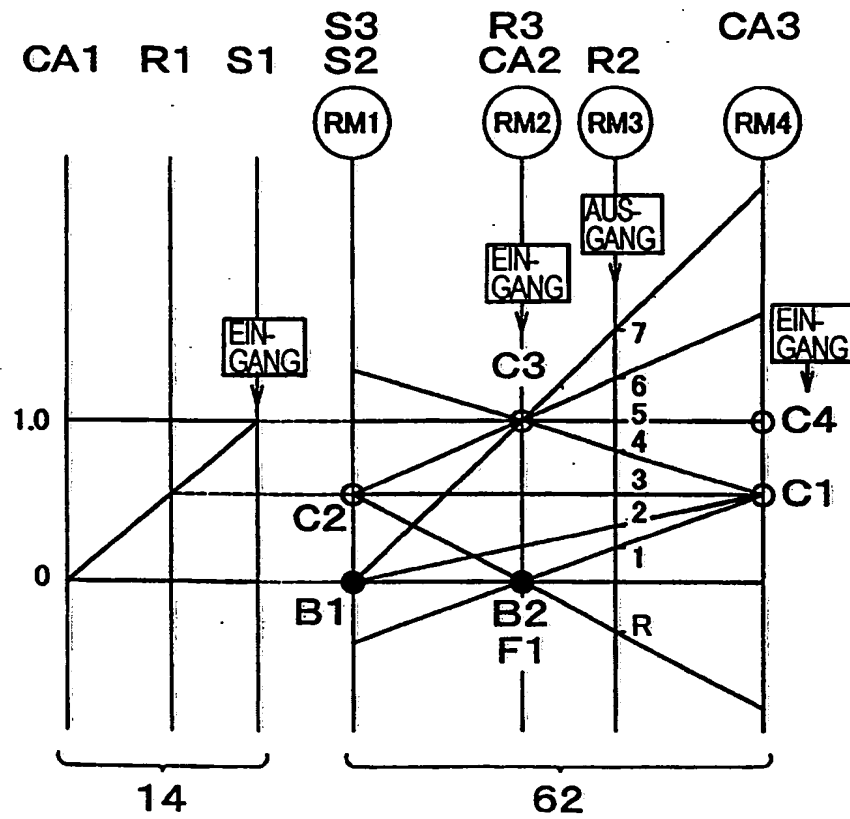 S3 R3 CA3
CA1 R1 S1 S2 CA2 R2
RM1 RM2 RM3 RM4
AUS-
GANG
EIN-
GANG
EIN-
GANG
EIN-
GANG
7
C3
6
1.0
5
C4
4
3
C1
C2
2
1
0
B1
B2
R
F1
14
62